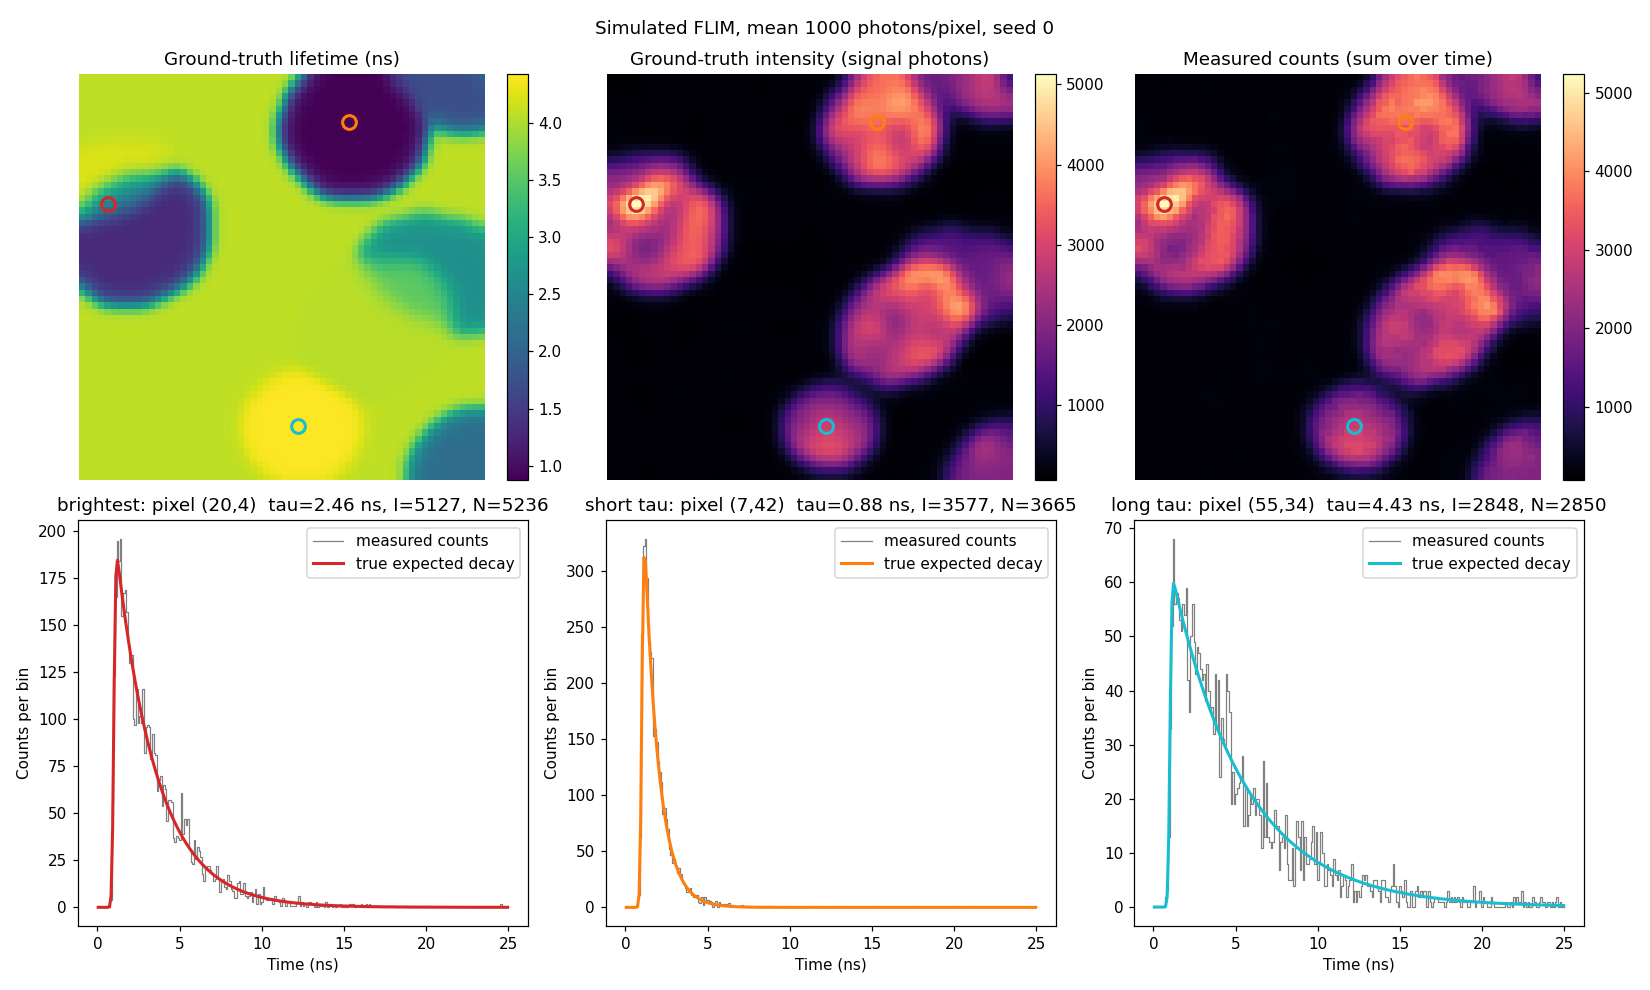 Simulated FLIM, mean 1000 photons/pixel, seed 0
Ground-truth lifetime (ns)
Ground-truth intensity (signal photons)
Measured counts (sum over time)
4.0
3.5
3.0
2.5
2.0
1.5
1.0
5000
4000
3000
2000
1000
5000
4000
3000
2000
1000
brightest: pixel (20,4)  tau=2.46 ns, I=5127, N=5236
short tau: pixel (7,42)  tau=0.88 ns, I=3577, N=3665
long tau: pixel (55,34)  tau=4.43 ns, I=2848, N=2850
measured counts
true expected decay
Counts per bin
200
175
150
125
100
75
50
25
0
0 5 10 15 20 25
Time (ns)
measured counts
true expected decay
Counts per bin
300
250
200
150
100
50
0
0 5 10 15 20 25
Time (ns)
measured counts
true expected decay
Counts per bin
70
60
50
40
30
20
10
0
0 5 10 15 20 25
Time (ns)